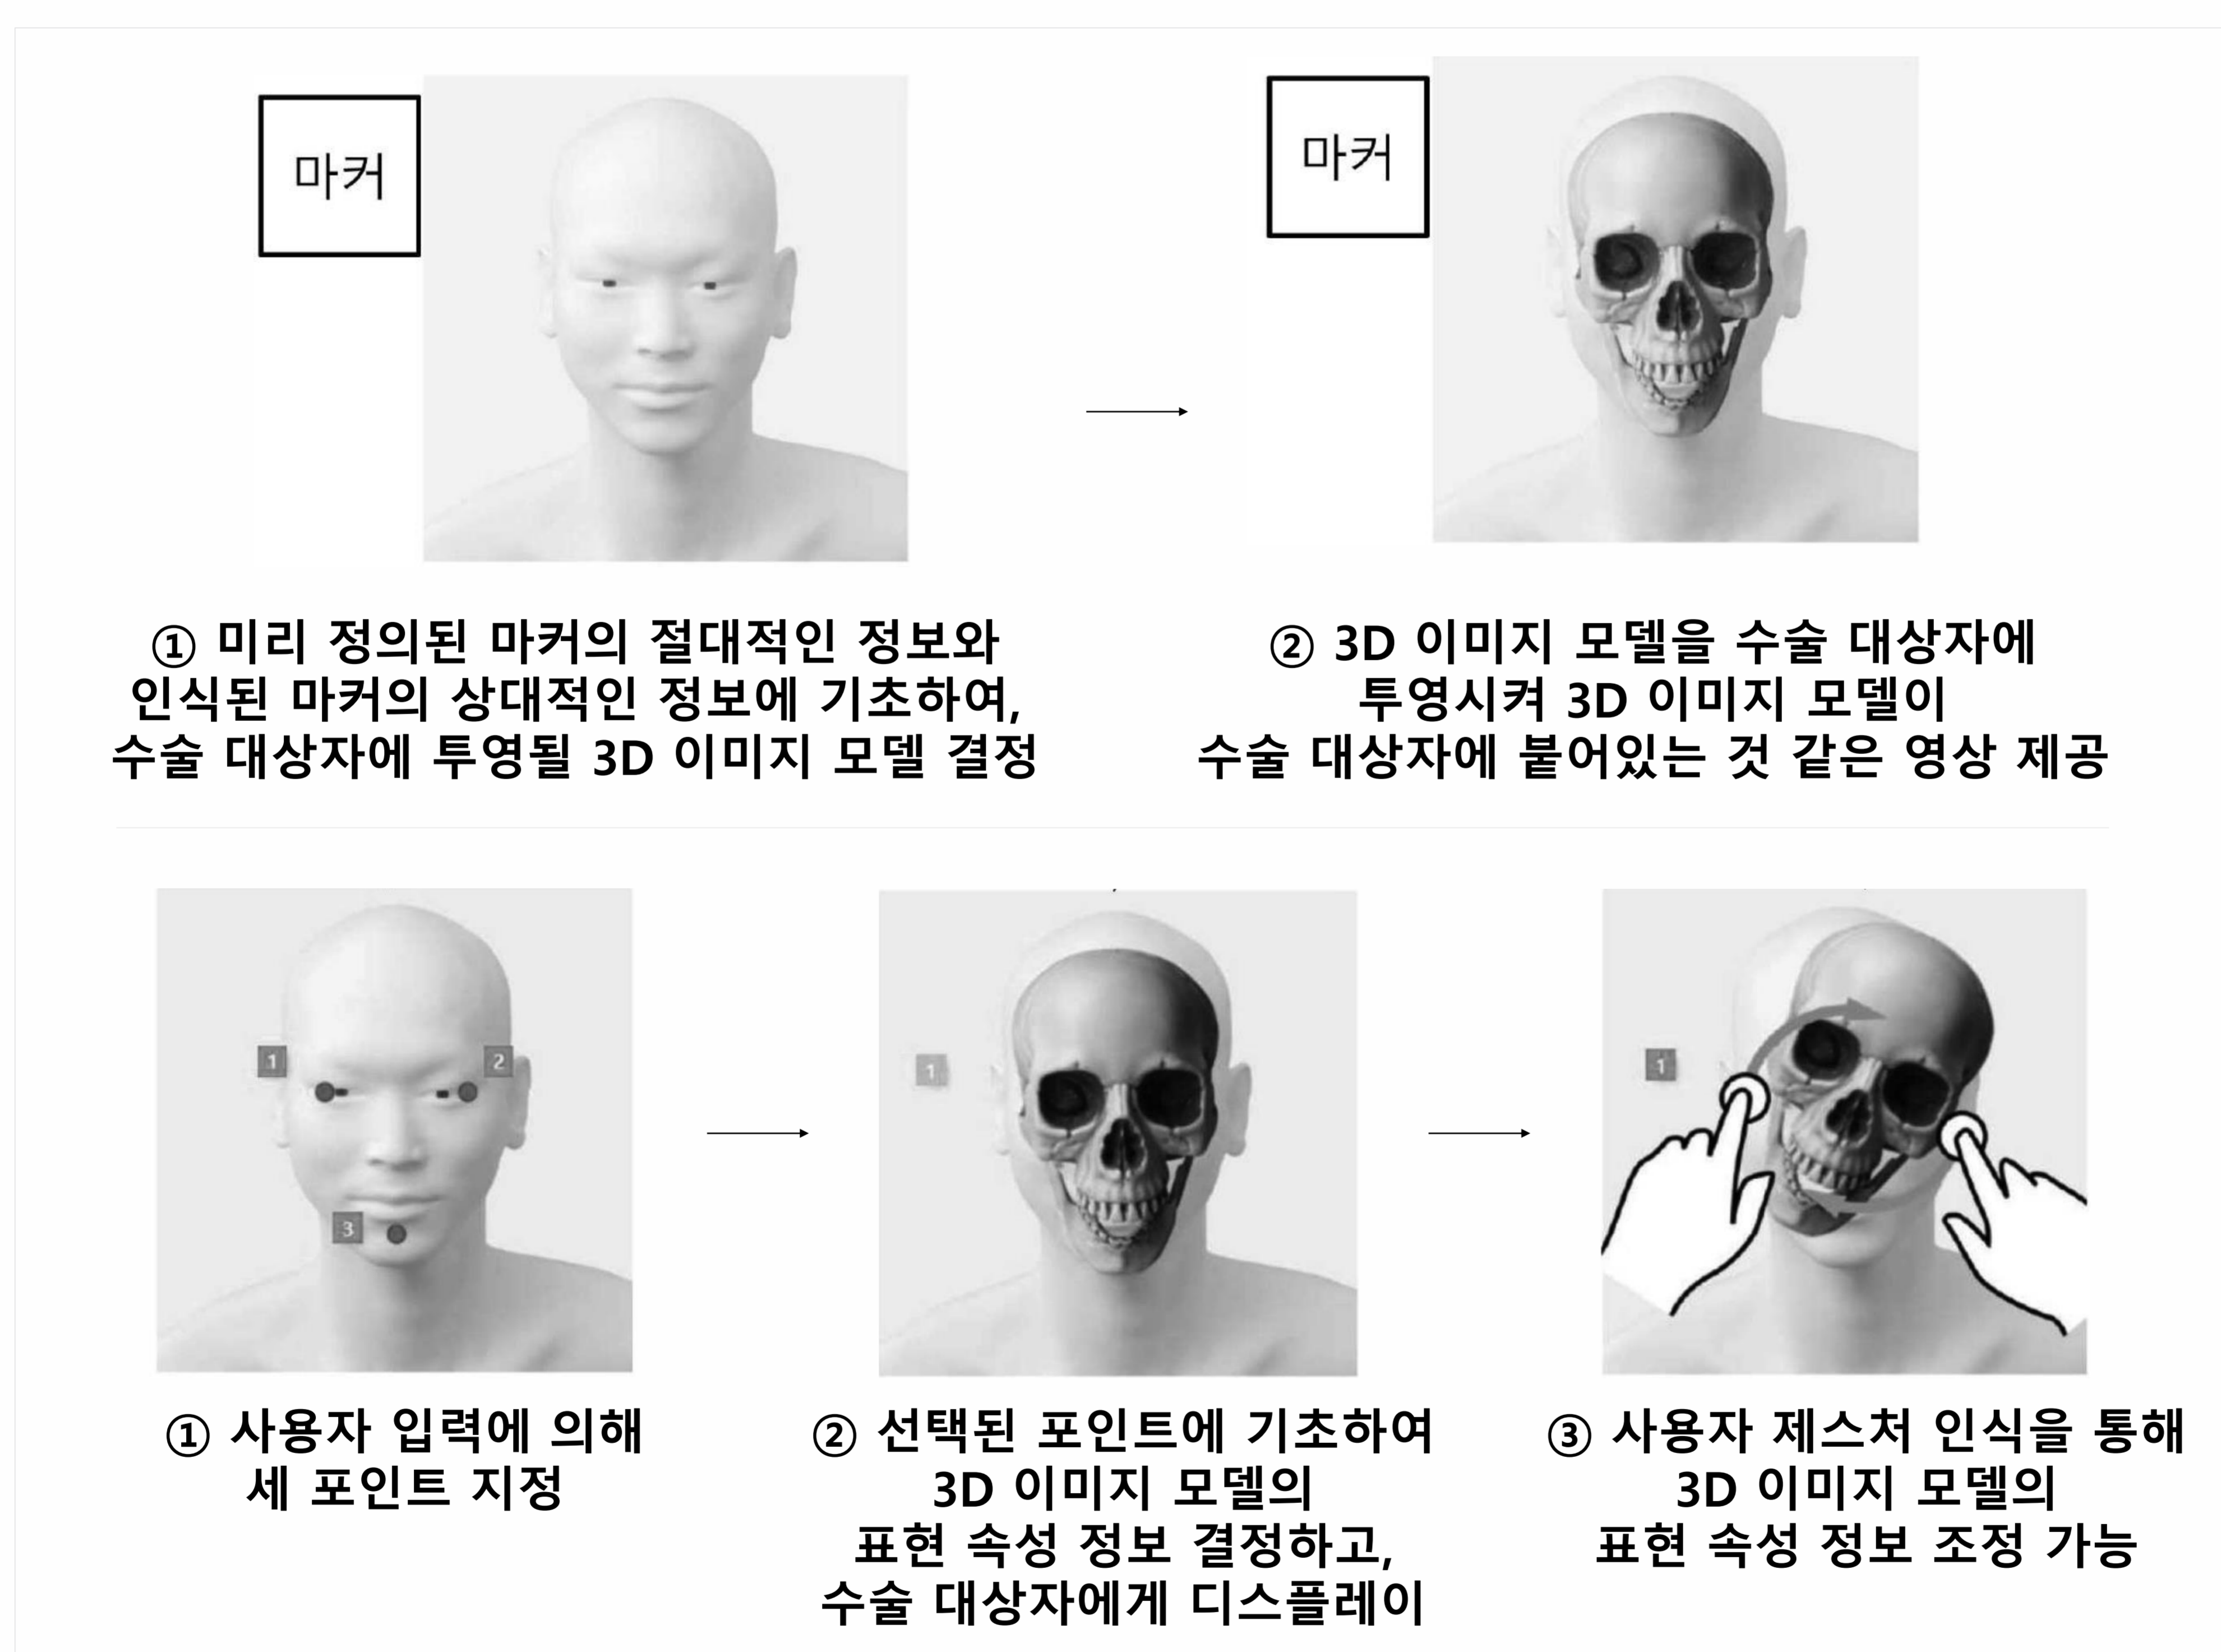 마커
마커
① 미리 정의된 마커의 절대적인 정보와
인식된 마커의 상대적인 정보에 기초하여,
수술 대상자에 투영될 3D 이미지 모델 결정
② 3D 이미지 모델을 수술 대상자에
투영시켜 3D 이미지 모델이
수술 대상자에 붙어있는 것 같은 영상 제공
1
2
3
1
1
① 사용자 입력에 의해
세 포인트 지정
② 선택된 포인트에 기초하여
3D 이미지 모델의
표현 속성 정보 결정하고,
수술 대상자에게 디스플레이
③ 사용자 제스처 인식을 통해
3D 이미지 모델의
표현 속성 정보 조정 가능